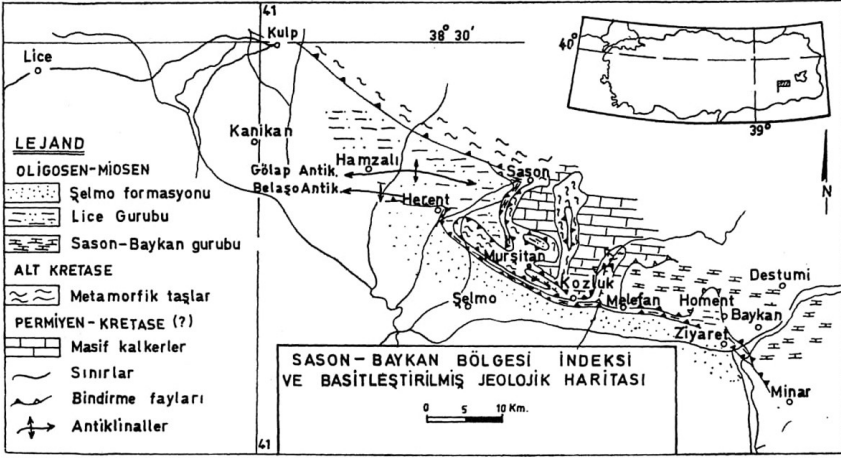 41
Kulp
38° 30'
Lice
40°
39°
Kanikan
LEJAND
OLİGOSEN-MİOSEN
Hamzalı
Gölap Antik.
Sason
Şelmo formasyonu
Belaşo Antik
Herent
N
Lice Gurubu
Sason-Baykan gurubu
Murşitan
ALT KRETASE
Destumi
Kozluk
Metamorfik taşlar
Şelmo
Melefan
Homent
Baykan
PERMİYEN-KRETASE (?)
Ziyaret
Masif kalkerler
SASON-BAYKAN BÖLGESİ İNDEKSİ
Sınırlar
VE BASİTLEŞTİRİLMİŞ JEOLOJİK HARİTASI
Bindirme fayları
Minar
0 5 10 Km.
Antiklinaller
41